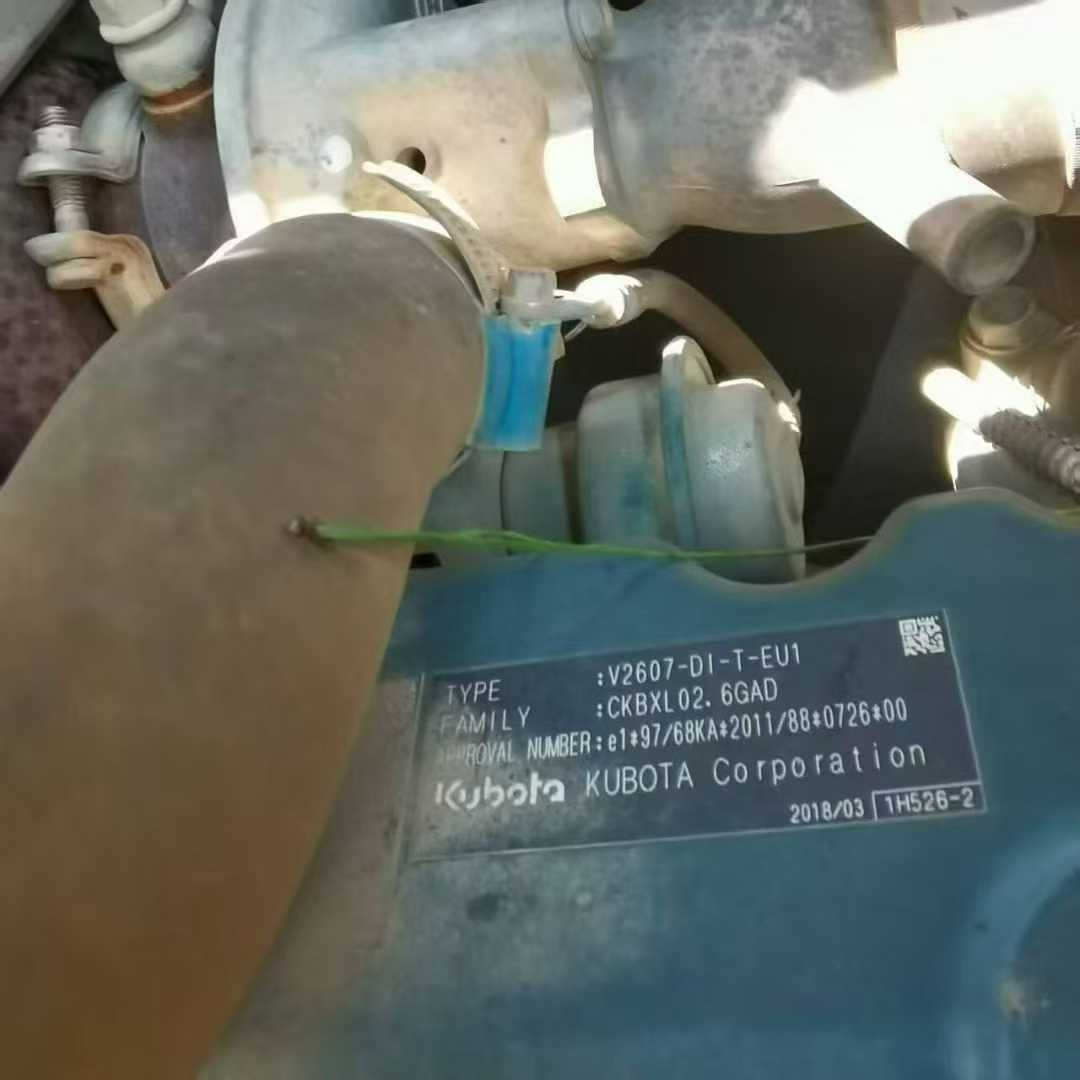 TYPE :V2607-DI-T-EU1
FAMILY :CKBXL02.6GAD
APPROVAL NUMBER:e1*97/68KA*2011/88*0726*00
Kubota KUBOTA Corporation
2018/03 1H526-2